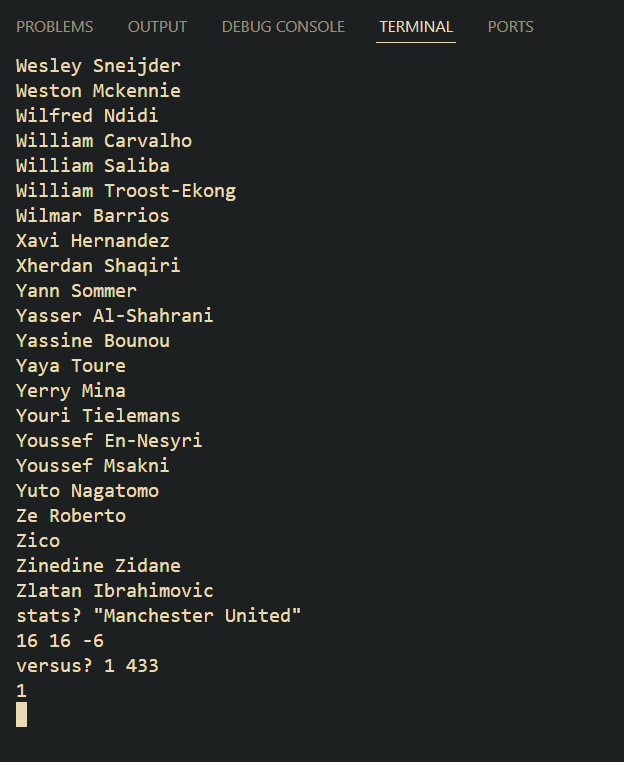 PROBLEMS OUTPUT DEBUG CONSOLE TERMINAL PORTS
Wesley Sneijder
Weston Mckennie
Wilfred Ndidi
William Carvalho
William Saliba
William Troost-Ekong
Wilmar Barrios
Xavi Hernandez
Xherdan Shaqiri
Yann Sommer
Yasser Al-Shahrani
Yassine Bounou
Yaya Toure
Yerry Mina
Youri Tielemans
Youssef En-Nesyri
Youssef Msakni
Yuto Nagatomo
Ze Roberto
Zico
Zinedine Zidane
Zlatan Ibrahimovic
stats? "Manchester United"
16 16 -6
versus? 1 433
1